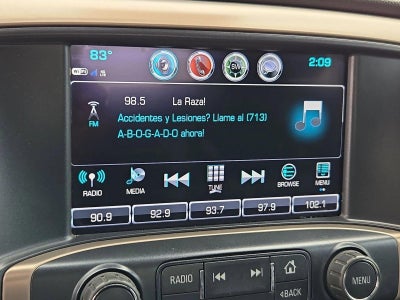 83°
2:09
98.5 La Raza!
FM
Accidentes y Lesiones? Llame al (713)
A-B-O-G-A-D-O ahora!
RADIO
MEDIA
TUNE
BROWSE
MENU
90.9
92.9
93.7
97.9
102.1
RADIO
MENU
BACK